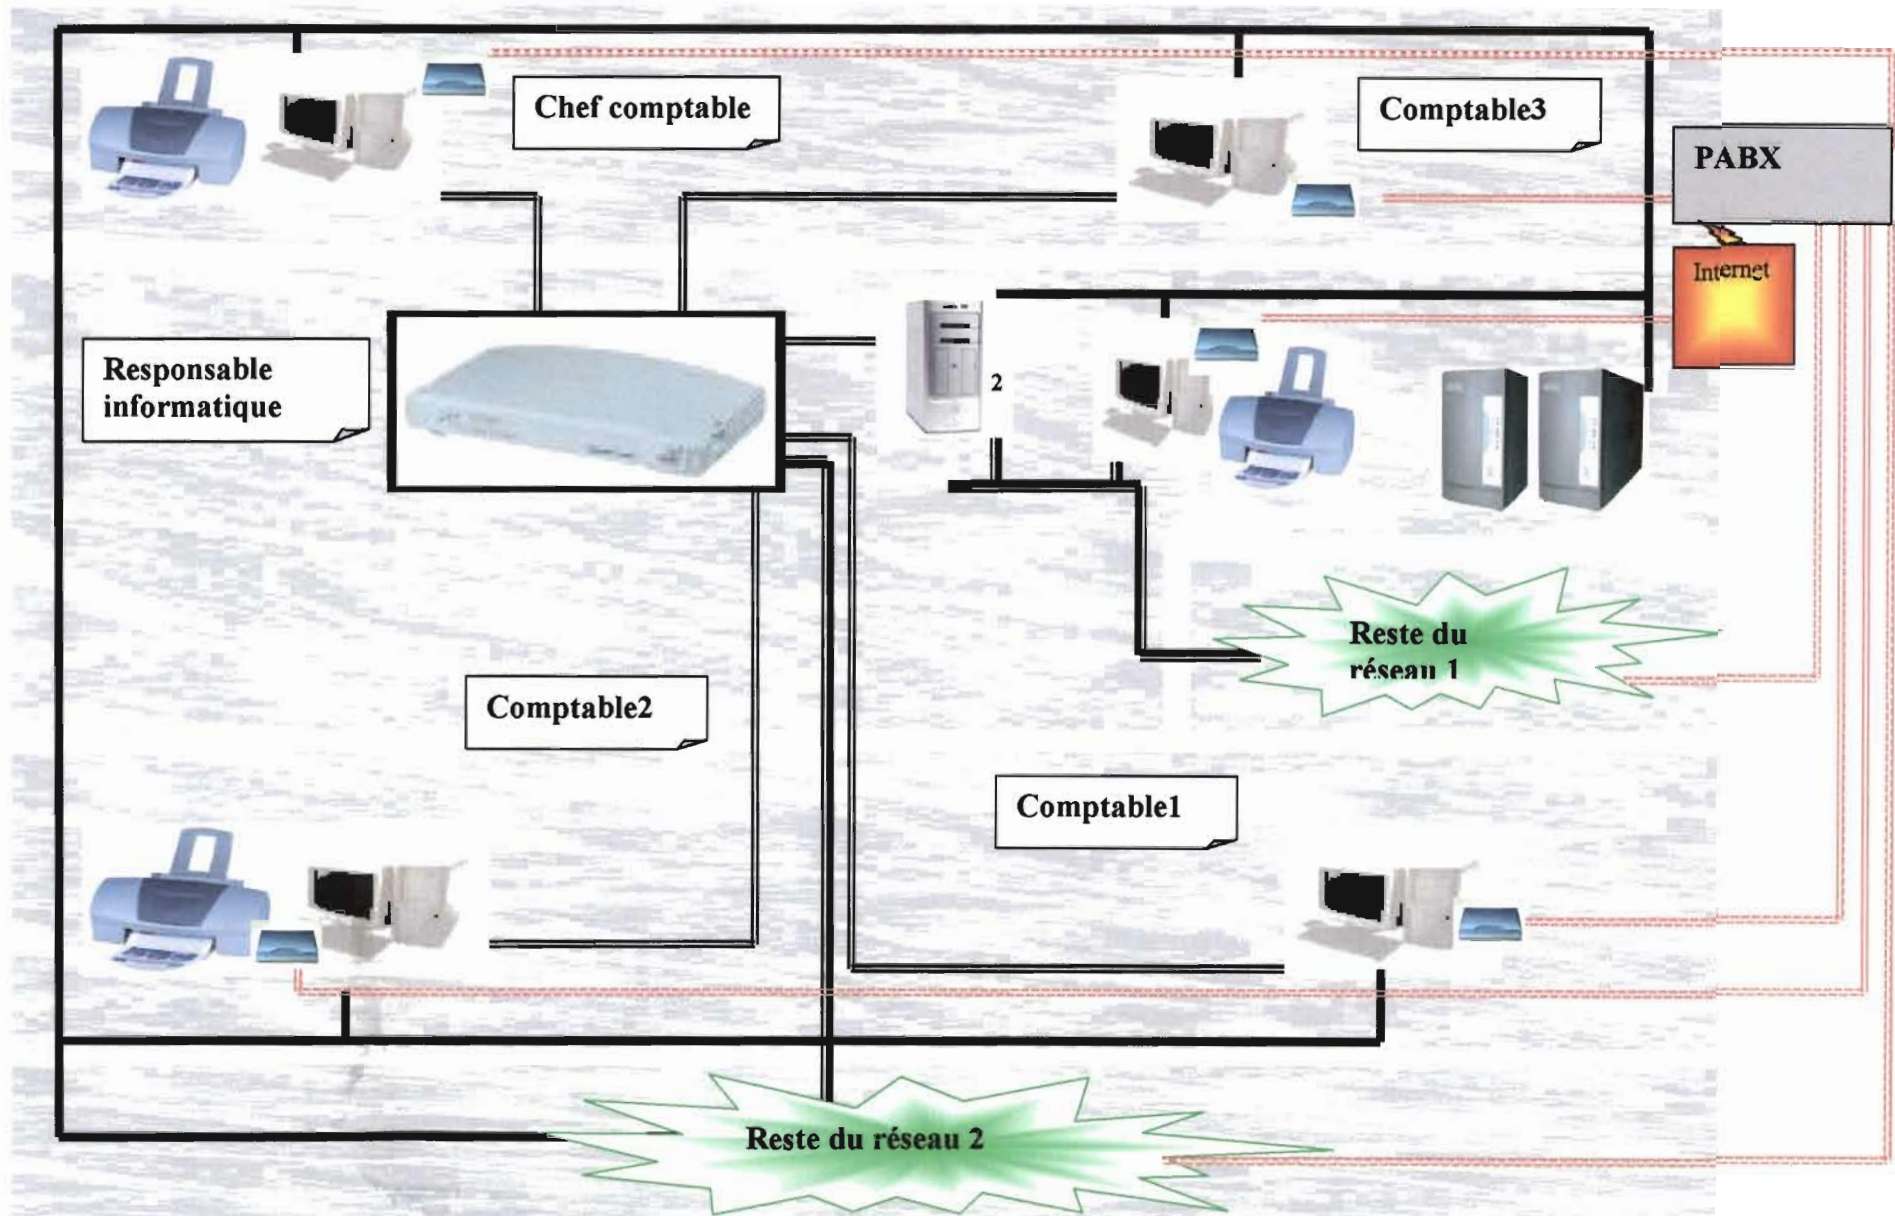 Chef comptable
Comptable3
PABX
Internet
Responsable
informatique
2
Reste du
réseau 1
Comptable2
Comptable1
Reste du réseau 2